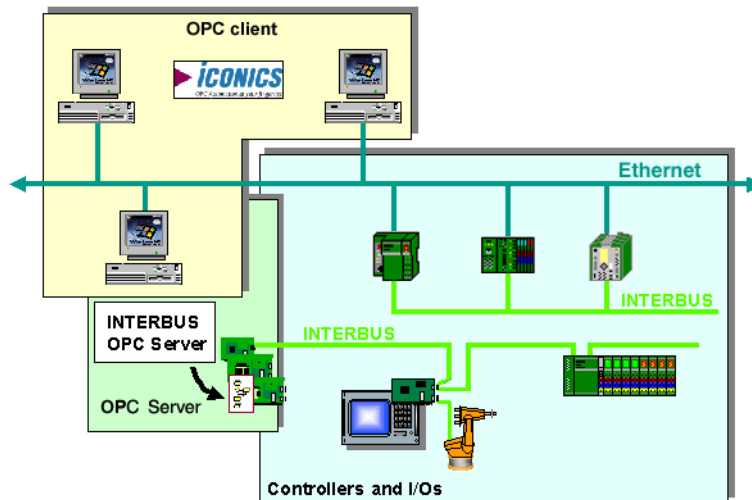 OPC client
ICONICS
Ethernet
INTERBUS
INTERBUS
OPC Server
INTERBUS
OPC Server
Controllers and I/Os